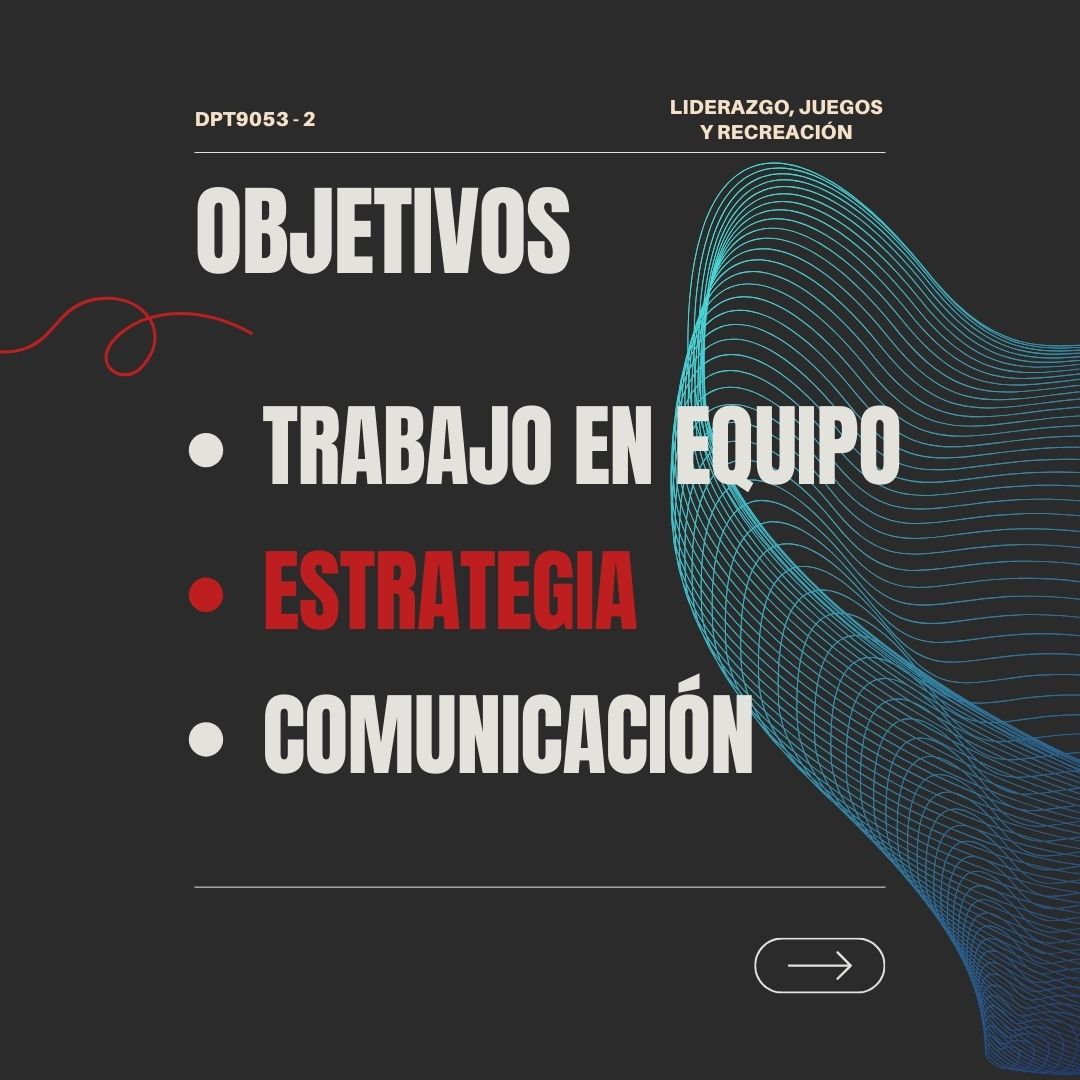 DPT9053 - 2
LIDERAZGO, JUEGOS
Y RECREACIÓN
OBJETIVOS
• TRABAJO EN EQUIPO
• ESTRATEGIA
• COMUNICACIÓN